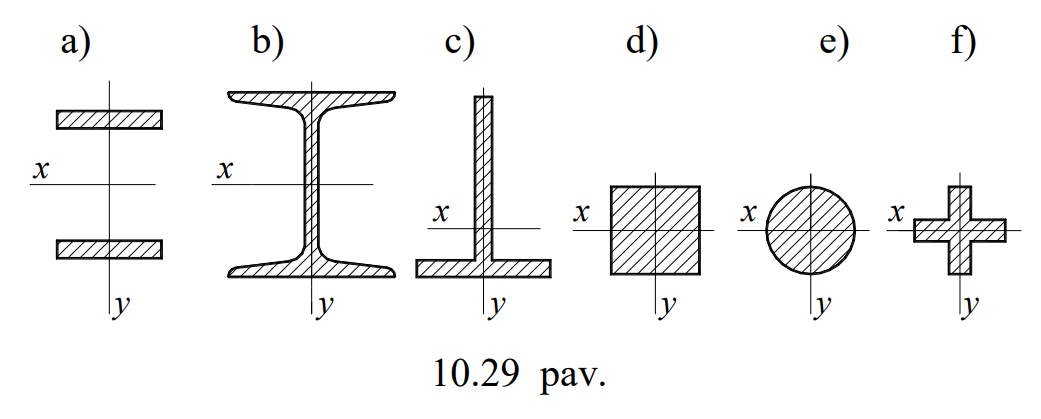 a) b) c) d) e) f)
x x x x x x
y y y y y y
10.29 pav.